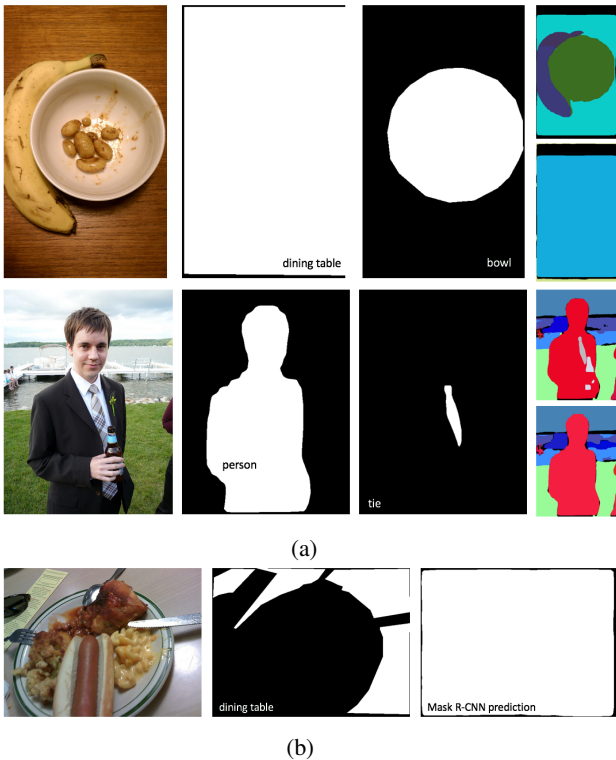 dining table
bowl
person
tie
(a)
dining table
Mask R-CNN prediction
(b)